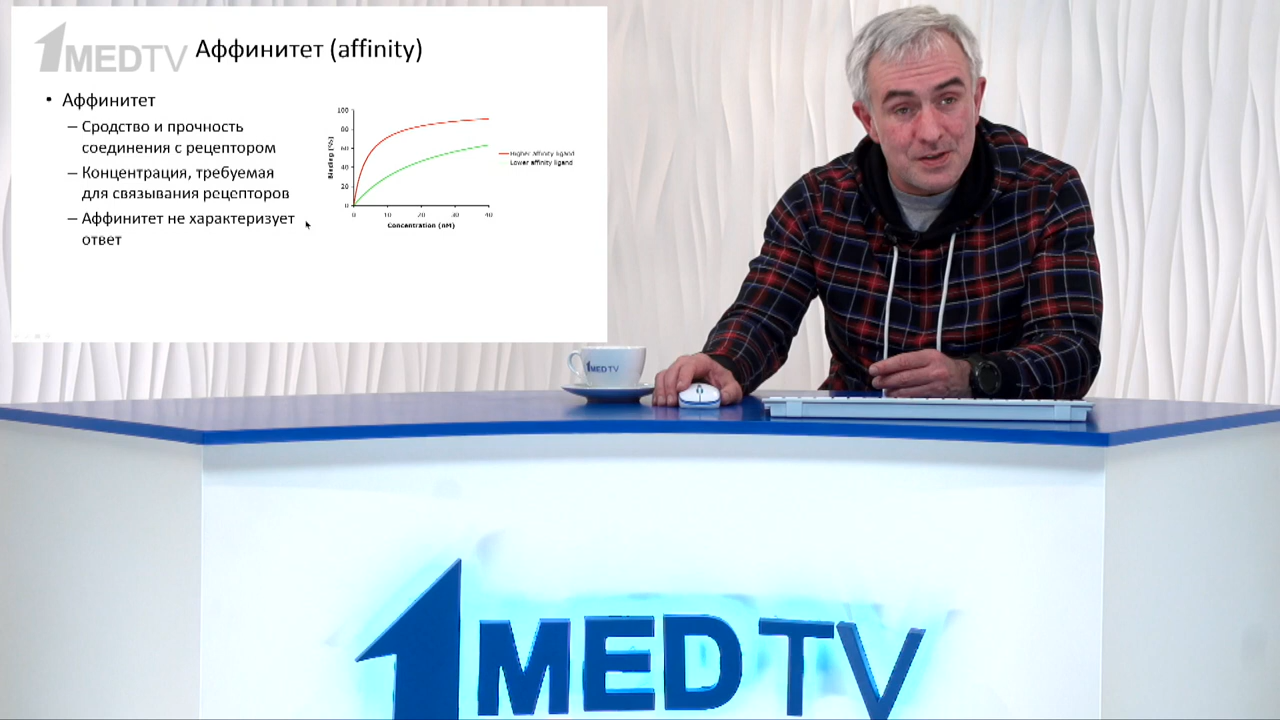 1MEDTV
Аффинитет (affinity)
• Аффинитет
– Сродство и прочность
соединения с рецептором
– Концентрация, требуемая
для связывания рецепторов
– Аффинитет не характеризует
ответ
100
80
60
40
20
0
Binding (%)
0 10 20 30 40
Concentration (nM)
Higher affinity ligand
Lower affinity ligand
1MEDTV
1MEDTV